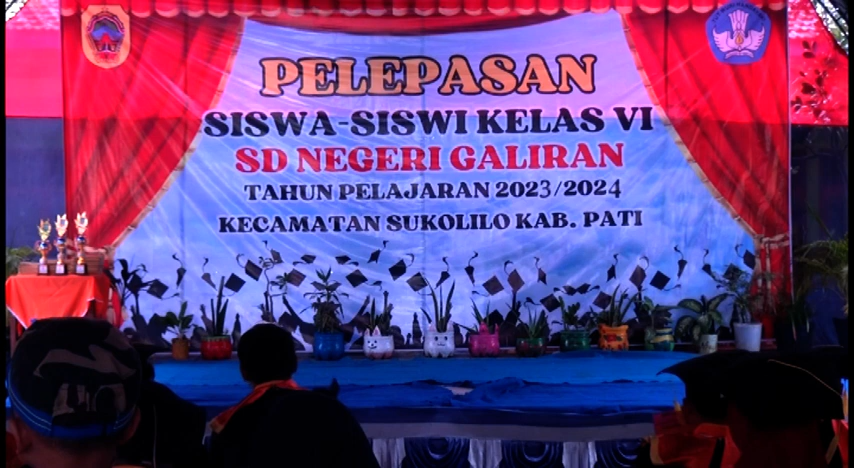 PELEPASAN
SISWA-SISWI KELAS VI
SD NEGERI GALIRAN
TAHUN PELAJARAN 2023/2024
KECAMATAN SUKOLILO KAB. PATI